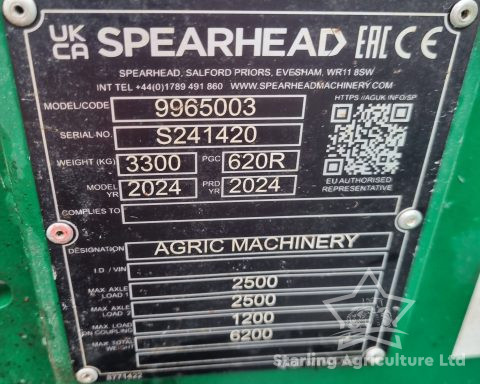 UK CA SPEARHEAD EAC CE
SPEARHEAD, SALFORD PRIORS, EVESHAM, WR11 8SW
INT TEL +44(0)1789 491 860 WWW.SPEARHEADMACHINERY.COM
MODEL/CODE 9965003 HTTPS://AGUK.INFO/SP
SERIAL NO. S241420
WEIGHT (KG) 3300 PGC 620R
MODEL YR 2024 PRD YR 2024
EU AUTHORISED
REPRESENTATIVE
COMPLIES TO
DESIGNATION AGRIC MACHINERY
I.D / VIN
MAX. AXLE LOAD 1 2500
MAX. AXLE LOAD 2 2500
MAX. LOAD ON COUPLING 1200
MAX. TOTAL WEIGHT 6200
8771422
Starling Agriculture Ltd